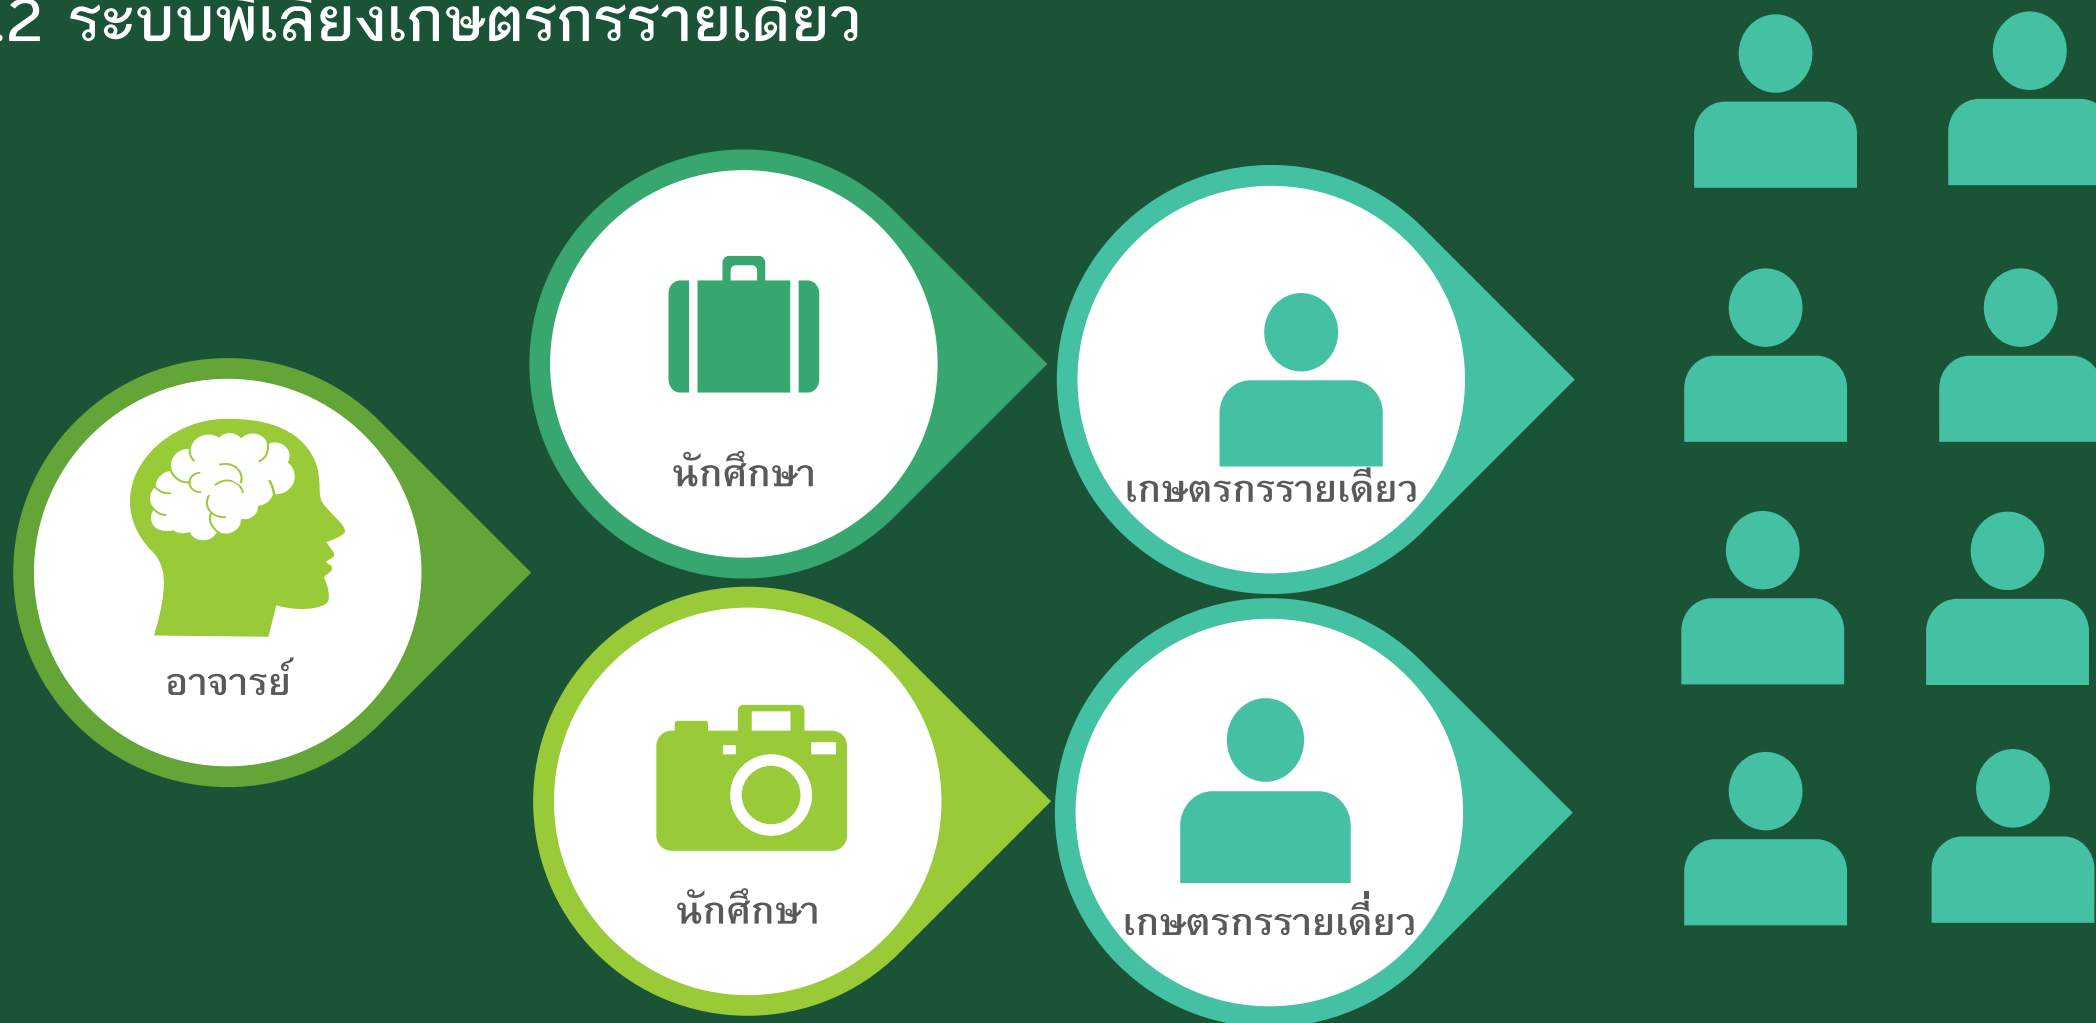 .2 ระบบพี่เลี้ยงเกษตรกรรายเดี่ยว
นักศึกษา
เกษตรกรรายเดี่ยว
อาจารย์
นักศึกษา
เกษตรกรรายเดี่ยว